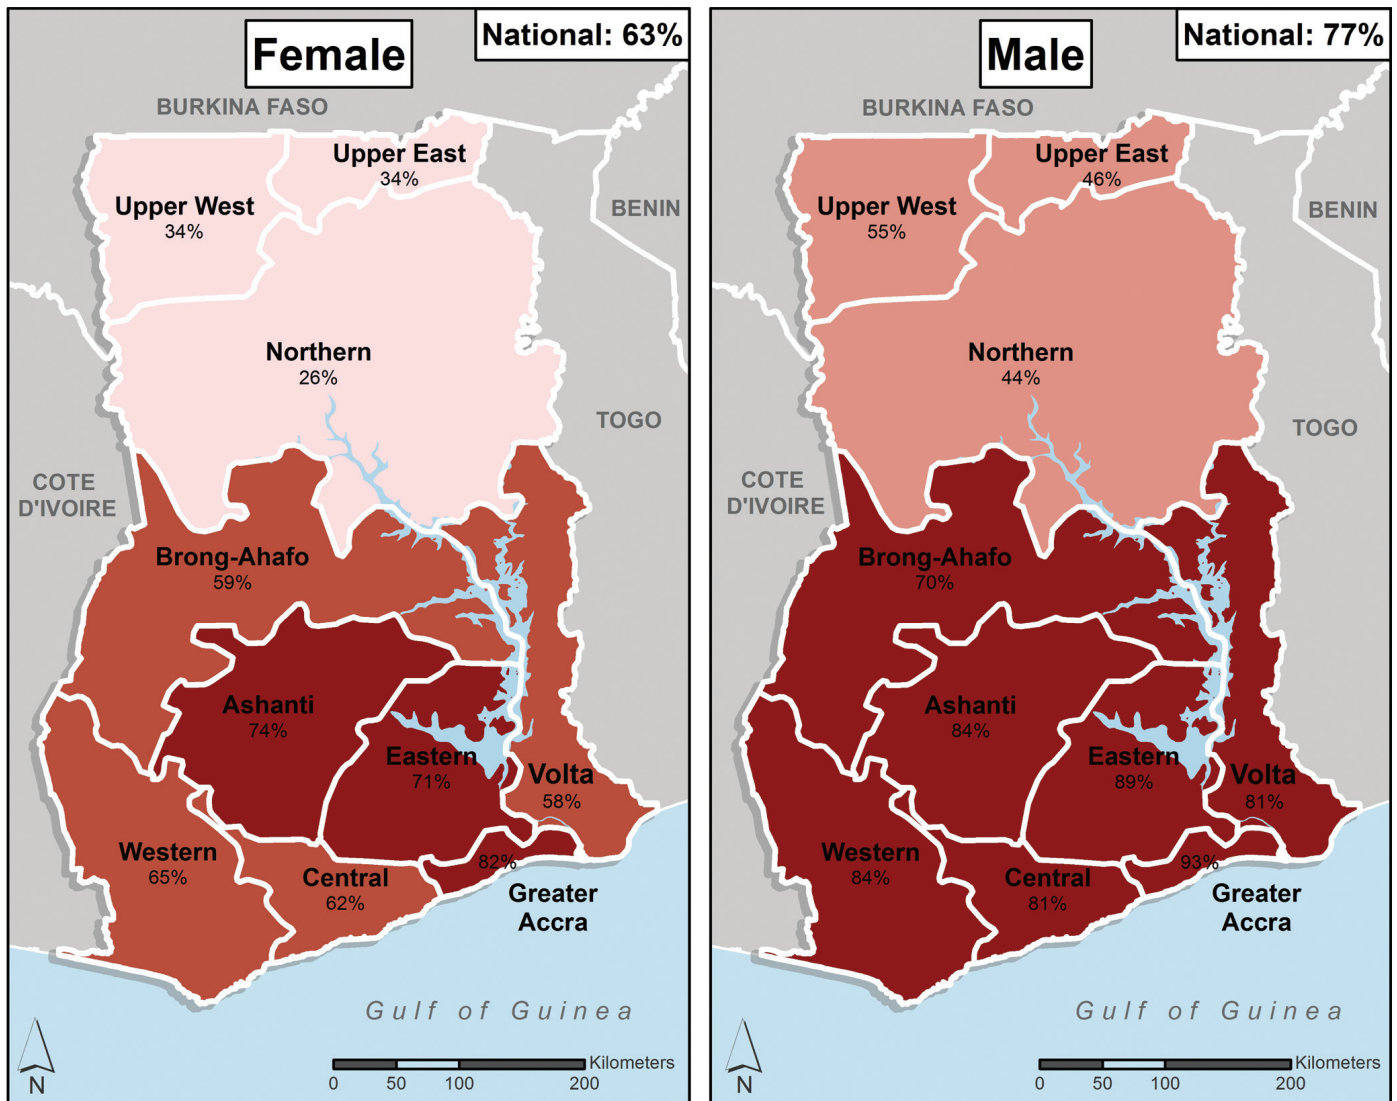 Female
National: 63%
BURKINA FASO
Upper East
34%
Upper West
34%
BENIN
Northern
26%
TOGO
COTE
D'IVOIRE
Brong-Ahafo
59%
Ashanti
74%
Eastern
71%
Volta
58%
Western
65%
Central
62%
82%
Greater
Accra
Gulf of Guinea
N
Kilometers
0 50 100 200
Male
National: 77%
BURKINA FASO
Upper East
46%
Upper West
55%
BENIN
Northern
44%
TOGO
COTE
D'IVOIRE
Brong-Ahafo
70%
Ashanti
84%
Eastern
89%
Volta
81%
Western
84%
Central
81%
93%
Greater
Accra
Gulf of Guinea
N
Kilometers
0 50 100 200